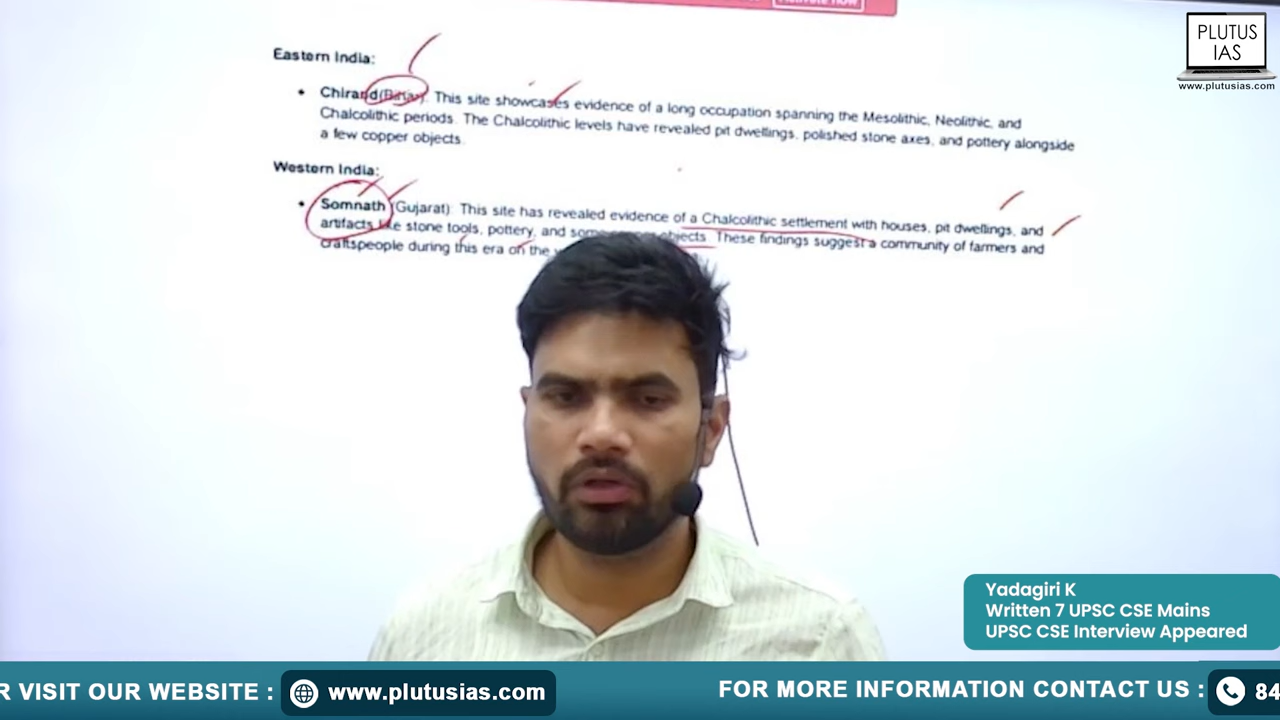 PLUTUS
IAS
www.plutusias.com
Eastern India:
• Chirand (Bihar): This site showcases evidence of a long occupation spanning the Mesolithic, Neolithic, and
Chalcolithic periods. The Chalcolithic levels have revealed pit dwellings, polished stone axes, and pottery alongside
a few copper objects.
Western India:
• Somnath (Gujarat): This site has revealed evidence of a Chalcolithic settlement with houses, pit dwellings, and
artifacts like stone tools, pottery, and some objects. These findings suggest a community of farmers and
craftspeople during this era on the
Yadagiri K
Written 7 UPSC CSE Mains
UPSC CSE Interview Appeared
R VISIT OUR WEBSITE : www.plutusias.com FOR MORE INFORMATION CONTACT US : 84